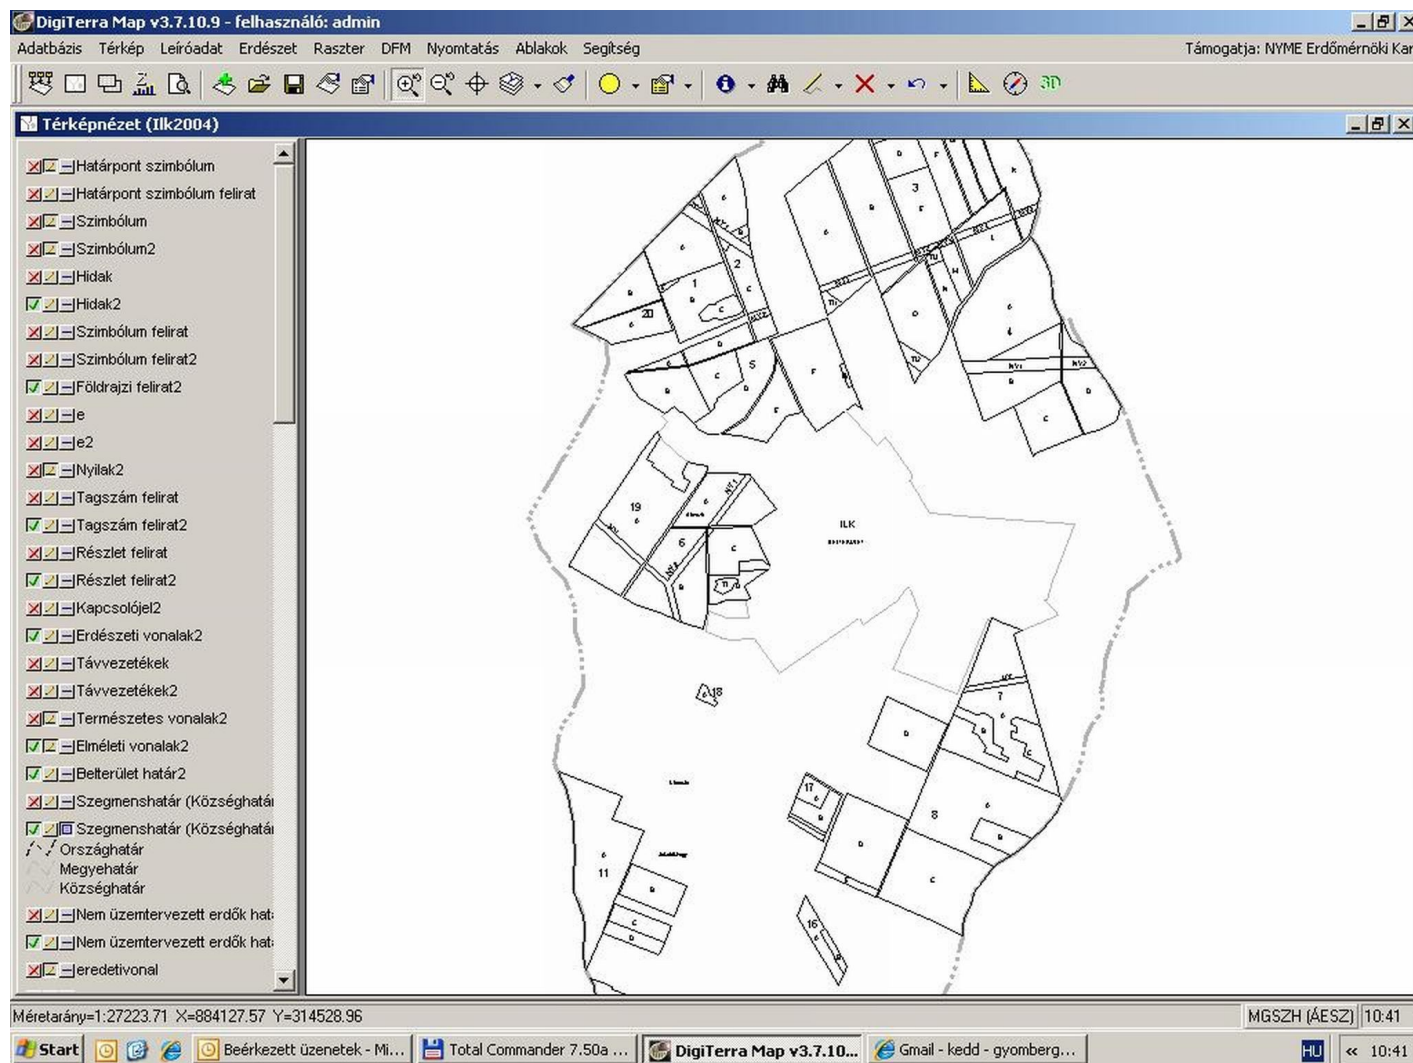 DigiTerra Map v3.7.10.9 - felhasználó: admin
Adatbázis Térkép Leíróadat Erdészet Raszter DFM Nyomtatás Ablakok Segítség
Támogatja: NYME Erdőmérnöki Kar
3D
Térképnézet (Ilk2004)
Határpont szimbólum
Határpont szimbólum felirat
Szimbólum
Szimbólum2
Hidak
Hidak2
Szimbólum felirat
Szimbólum felirat2
Földrajzi felirat2
e
e2
Nyilak2
Tagszám felirat
Tagszám felirat2
Részlet felirat
Részlet felirat2
Kapcsolójel2
Erdészeti vonalak2
Távvezetékek
Távvezetékek2
Természetes vonalak2
Elméleti vonalak2
Belterület határ2
Szegmenshatár (Községhatár
Szegmenshatár (Községhatár
Országhatár
Megyehatár
Községhatár
Nem üzemtervezett erdők hat
Nem üzemtervezett erdők hat
eredetivonal
3
2
1
20
5
19
6
ILK
18
7
17
8
11
16
Méretarány=1:27223.71 X=884127.57 Y=314528.96
MGSZH (ÁESZ) 10:41
Start
Beérkezett üzenetek - Mi...
Total Commander 7.50a ...
DigiTerra Map v3.7.10...
Gmail - kedd - gyomberg...
HU
« 10:41